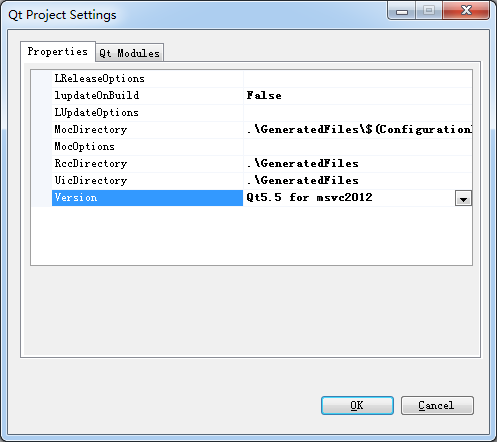 Qt Project Settings
Properties
Qt Modules
LReleaseOptions
lupdateOnBuild False
LUpdateOptions
MocDirectory .\GeneratedFiles\$(Configuration
MocOptions
RccDirectory .\GeneratedFiles
UicDirectory .\GeneratedFiles
Version Qt5.5 for msvc2012
OK Cancel